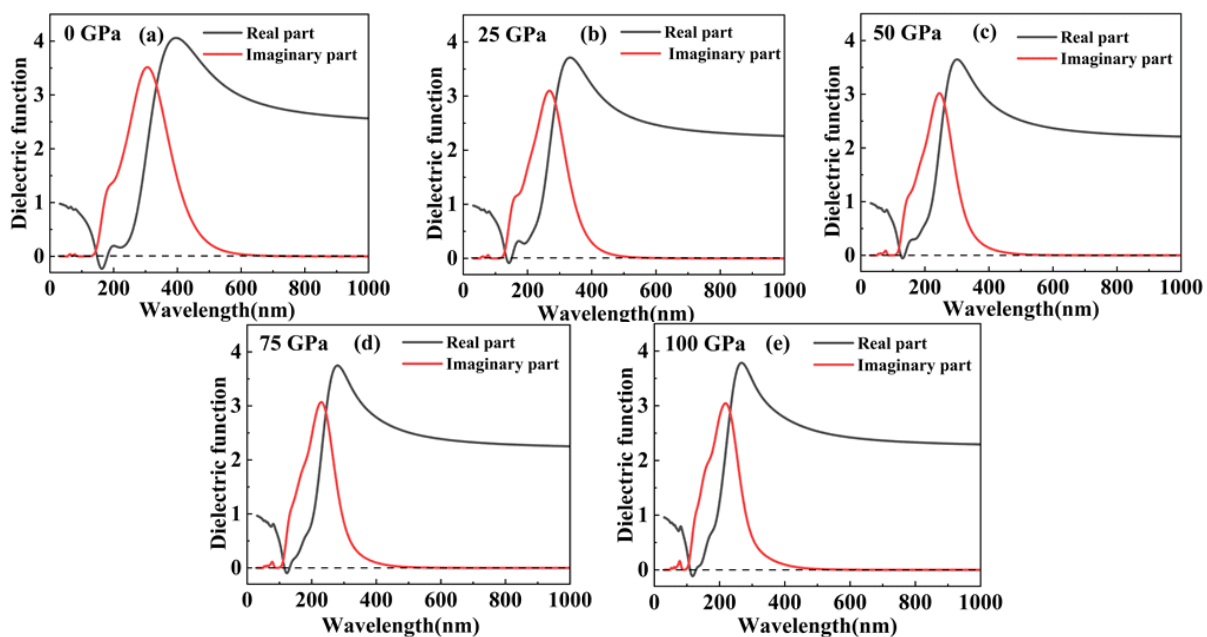 0 GPa (a)
Real part
Imaginary part
Dielectric function
4
3
2
1
0
0 200 400 600 800 1000
Wavelength(nm)
25 GPa (b)
Real part
Imaginary part
Dielectric function
4
3
2
1
0
0 200 400 600 800 1000
Wavelength(nm)
50 GPa (c)
Real part
Imaginary part
Dielectric function
4
3
2
1
0
0 200 400 600 800 1000
Wavelength(nm)
75 GPa (d)
Real part
Imaginary part
Dielectric function
4
3
2
1
0
0 200 400 600 800 1000
Wavelength(nm)
100 GPa (e)
Real part
Imaginary part
Dielectric function
4
3
2
1
0
0 200 400 600 800 1000
Wavelength(nm)